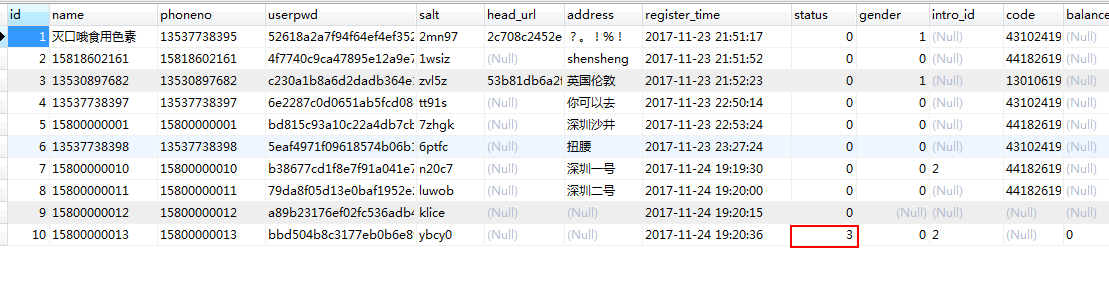 id name phoneno userpwd salt head_url address register_time status gender intro_id code balance
1 灭口哦食用色素 13537738395 52618a2a7f94f64ef4ef352 2mn97 2c708c2452e ？。！%！ 2017-11-23 21:51:17 0 1 (Null) 43102419
2 15818602161 15818602161 4f7740c9ca47895e12a9e7 1wsiz (Null) shensheng 2017-11-23 21:51:52 0 0 (Null) 44182619 (Null)
3 13530897682 13530897682 c230a1b8a6d2dadb364e zvl5z 53b81db6a2f 英国伦敦 2017-11-23 21:52:23 0 1 (Null) 13010619 (Null)
4 13537738397 13537738397 6e2287c0d0651ab5fcd08 tt91s (Null) 你可以去 2017-11-23 22:50:14 0 0 (Null) 43102419 (Null)
5 15800000001 15800000001 bd815c93a10c22a4db7cb 7zhgk (Null) 深圳沙井 2017-11-23 22:53:24 0 0 (Null) 44182619 (Null)
6 13537738398 13537738398 5eaf4971f09618574b06b1 6ptfc (Null) 扭腰 2017-11-23 23:27:24 0 0 (Null) 43102419 (Null)
7 15800000010 15800000010 b38677cd1f8e7f91a041e7 n20c7 (Null) 深圳一号 2017-11-24 19:19:30 0 0 2 44182619 (Null)
8 15800000011 15800000011 79da8f05d13e0baf1952e2 luwob (Null) 深圳二号 2017-11-24 19:20:00 0 0 (Null) 44182619 (Null)
9 15800000012 15800000012 a89b23176ef02fc536adb4 klice (Null) (Null) 2017-11-24 19:20:15 0 (Null) (Null) (Null) (Null)
10 15800000013 15800000013 bbd504b8c3177eb0b6e8 ybcy0 (Null) (Null) 2017-11-24 19:20:36 3 0 2 (Null) 0